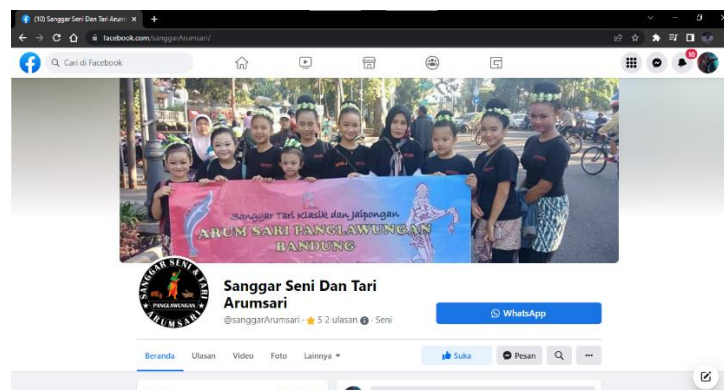 (10) Sanggar Seni Dan Tari Arum
facebook.com/sanggarArumsari/
Cari di Facebook
10
Sanggar Tari Klasik dan Jaipongan
ARUM SARI PANGLAWUNGAN
BANDUNG
SANGGAR SENI & TARI
PANGLAWUNGAN
ARUMSARI
Sanggar Seni Dan Tari
Arumsari
@sanggarArumsari · 5 2 ulasan · Seni
WhatsApp
Beranda Ulasan Video Foto Lainnya
Suka Pesan